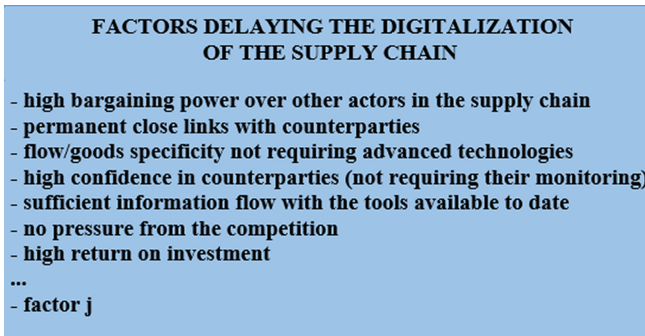 FACTORS DELAYING THE DIGITALIZATION
OF THE SUPPLY CHAIN
- high bargaining power over other actors in the supply chain
- permanent close links with counterparties
- flow/goods specificity not requiring advanced technologies
- high confidence in counterparties (not requiring their monitoring)
- sufficient information flow with the tools available to date
- no pressure from the competition
- high return on investment
...
- factor j